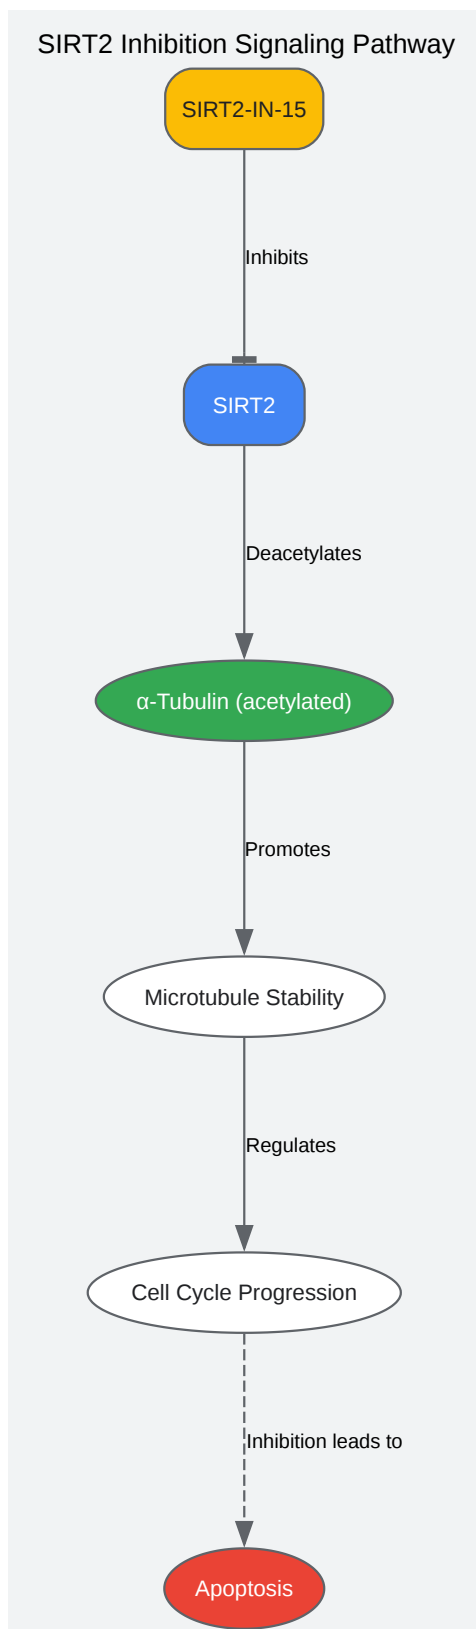 SIRT2 Inhibition Signaling Pathway
SIRT2-IN-15
Inhibits
SIRT2
Deacetylates
α-Tubulin (acetylated)
Promotes
Microtubule Stability
Regulates
Cell Cycle Progression
Inhibition leads to
Apoptosis